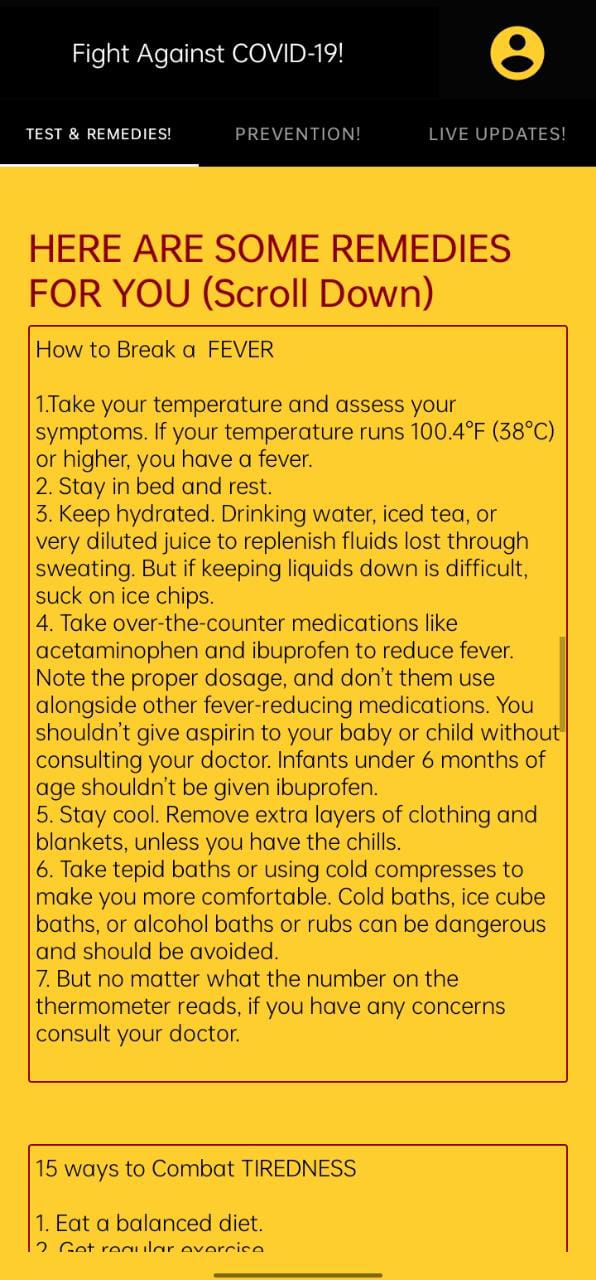 Fight Against COVID-19!
TEST & REMEDIES! PREVENTION! LIVE UPDATES!
HERE ARE SOME REMEDIES
FOR YOU (Scroll Down)
How to Break a  FEVER
1.Take your temperature and assess your
symptoms. If your temperature runs 100.4°F (38°C)
or higher, you have a fever.
2. Stay in bed and rest.
3. Keep hydrated. Drinking water, iced tea, or
very diluted juice to replenish fluids lost through
sweating. But if keeping liquids down is difficult,
suck on ice chips.
4. Take over-the-counter medications like
acetaminophen and ibuprofen to reduce fever.
Note the proper dosage, and don't them use
alongside other fever-reducing medications. You
shouldn't give aspirin to your baby or child without
consulting your doctor. Infants under 6 months of
age shouldn't be given ibuprofen.
5. Stay cool. Remove extra layers of clothing and
blankets, unless you have the chills.
6. Take tepid baths or using cold compresses to
make you more comfortable. Cold baths, ice cube
baths, or alcohol baths or rubs can be dangerous
and should be avoided.
7. But no matter what the number on the
thermometer reads, if you have any concerns
consult your doctor.
15 ways to Combat TIREDNESS
1. Eat a balanced diet.
2. Get regular exercise